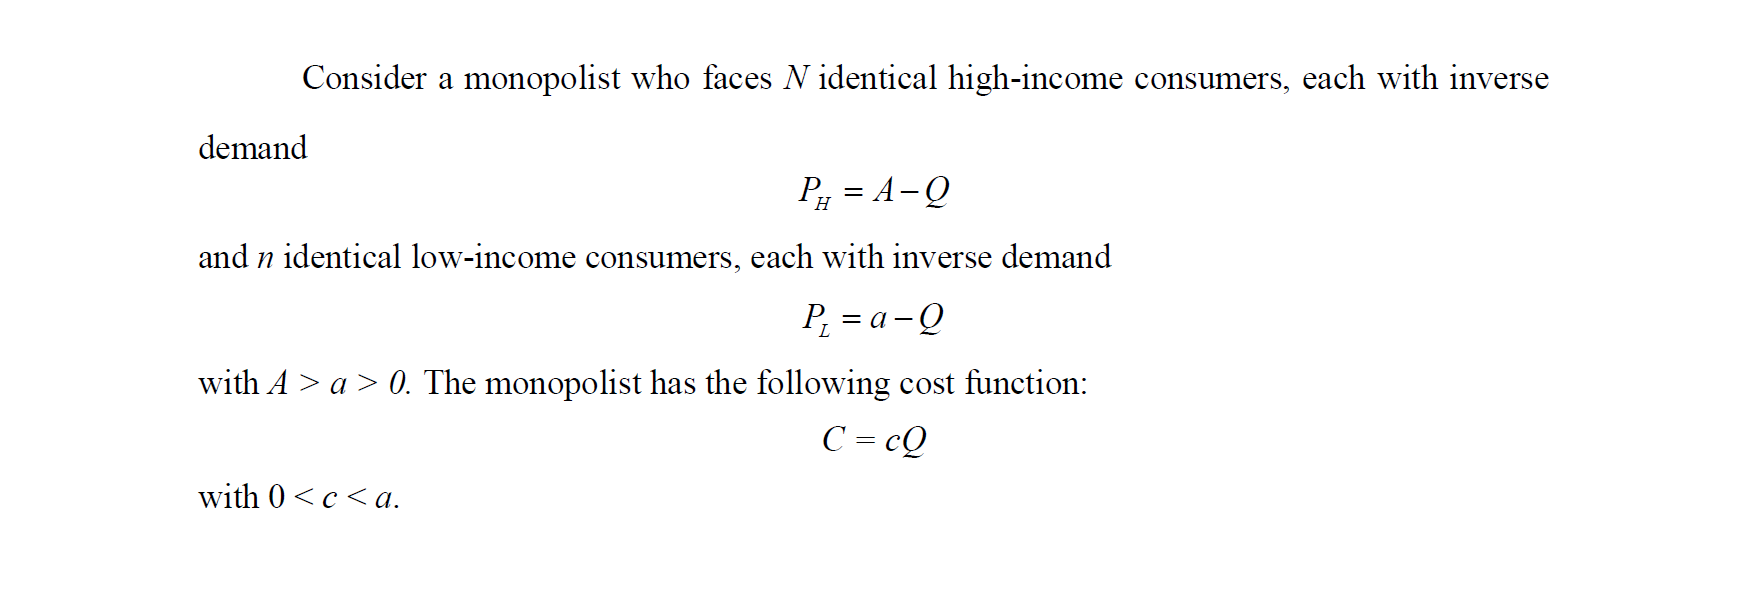 Consider a monopolist who faces N identical high-income consumers, each with inverse
demand
P_H = A − Q
and n identical low-income consumers, each with inverse demand
P_L = a − Q
with A > a > 0. The monopolist has the following cost function:
C = cQ
with 0 < c < a.